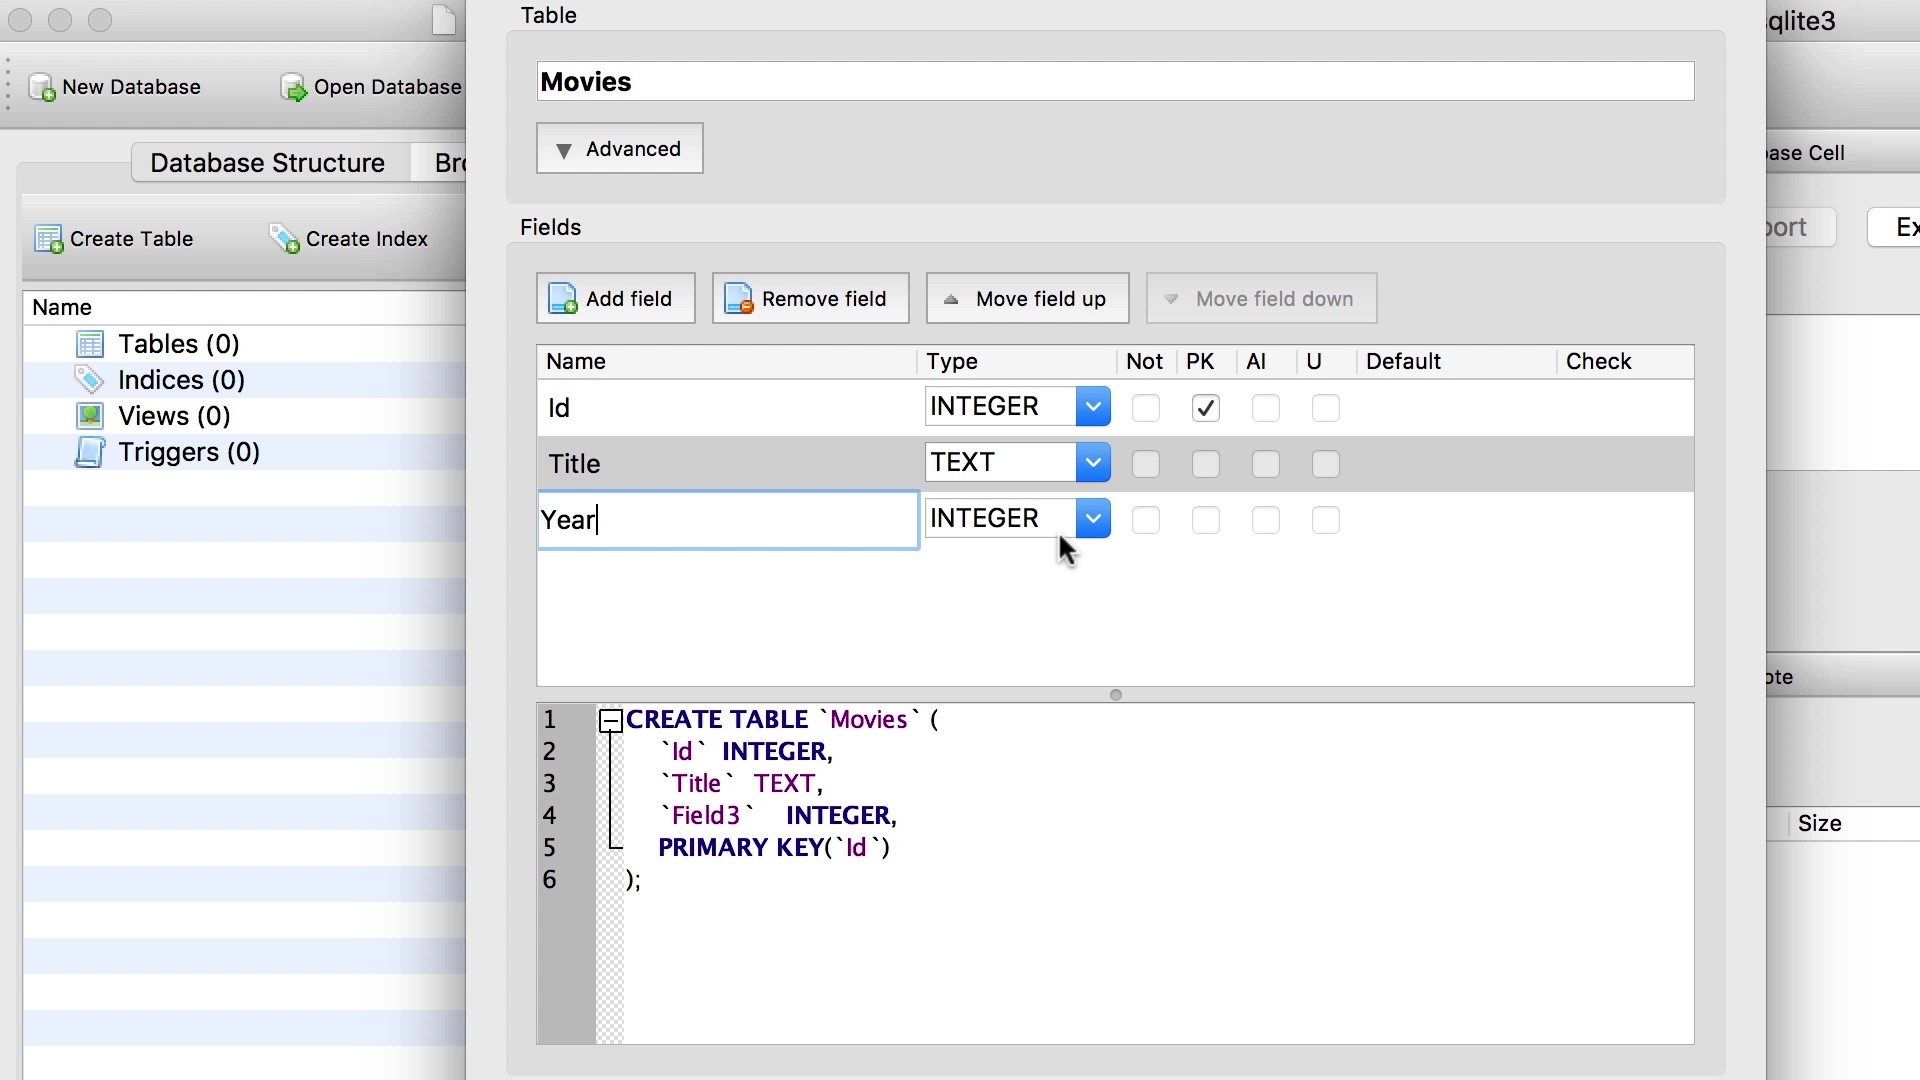 Table
qlite3
Movies
New Database
Open Database
Advanced
Database Structure
Bro
ase Cell
Fields
port
Ex
Create Table
Create Index
Add field
Remove field
Move field up
Move field down
Name
Tables (0)
Indices (0)
Views (0)
Triggers (0)
Name Type Not PK AI U Default Check
Id INTEGER
Title TEXT
Year INTEGER
ote
Size
1 CREATE TABLE `Movies` (
2 `Id` INTEGER,
3 `Title` TEXT,
4 `Field3` INTEGER,
5 PRIMARY KEY(`Id`)
6 );